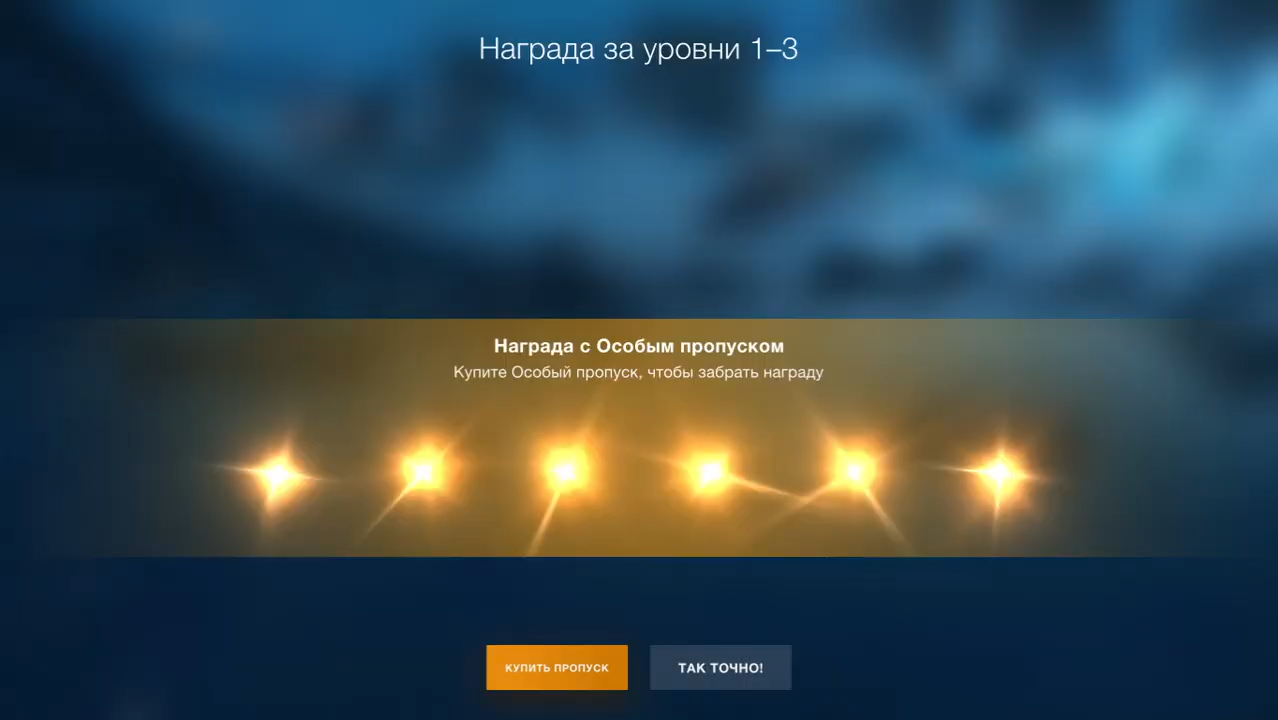 Награда за уровни 1–3
Награда с Особым пропуском
Купите Особый пропуск, чтобы забрать награду
КУПИТЬ ПРОПУСК
ТАК ТОЧНО!